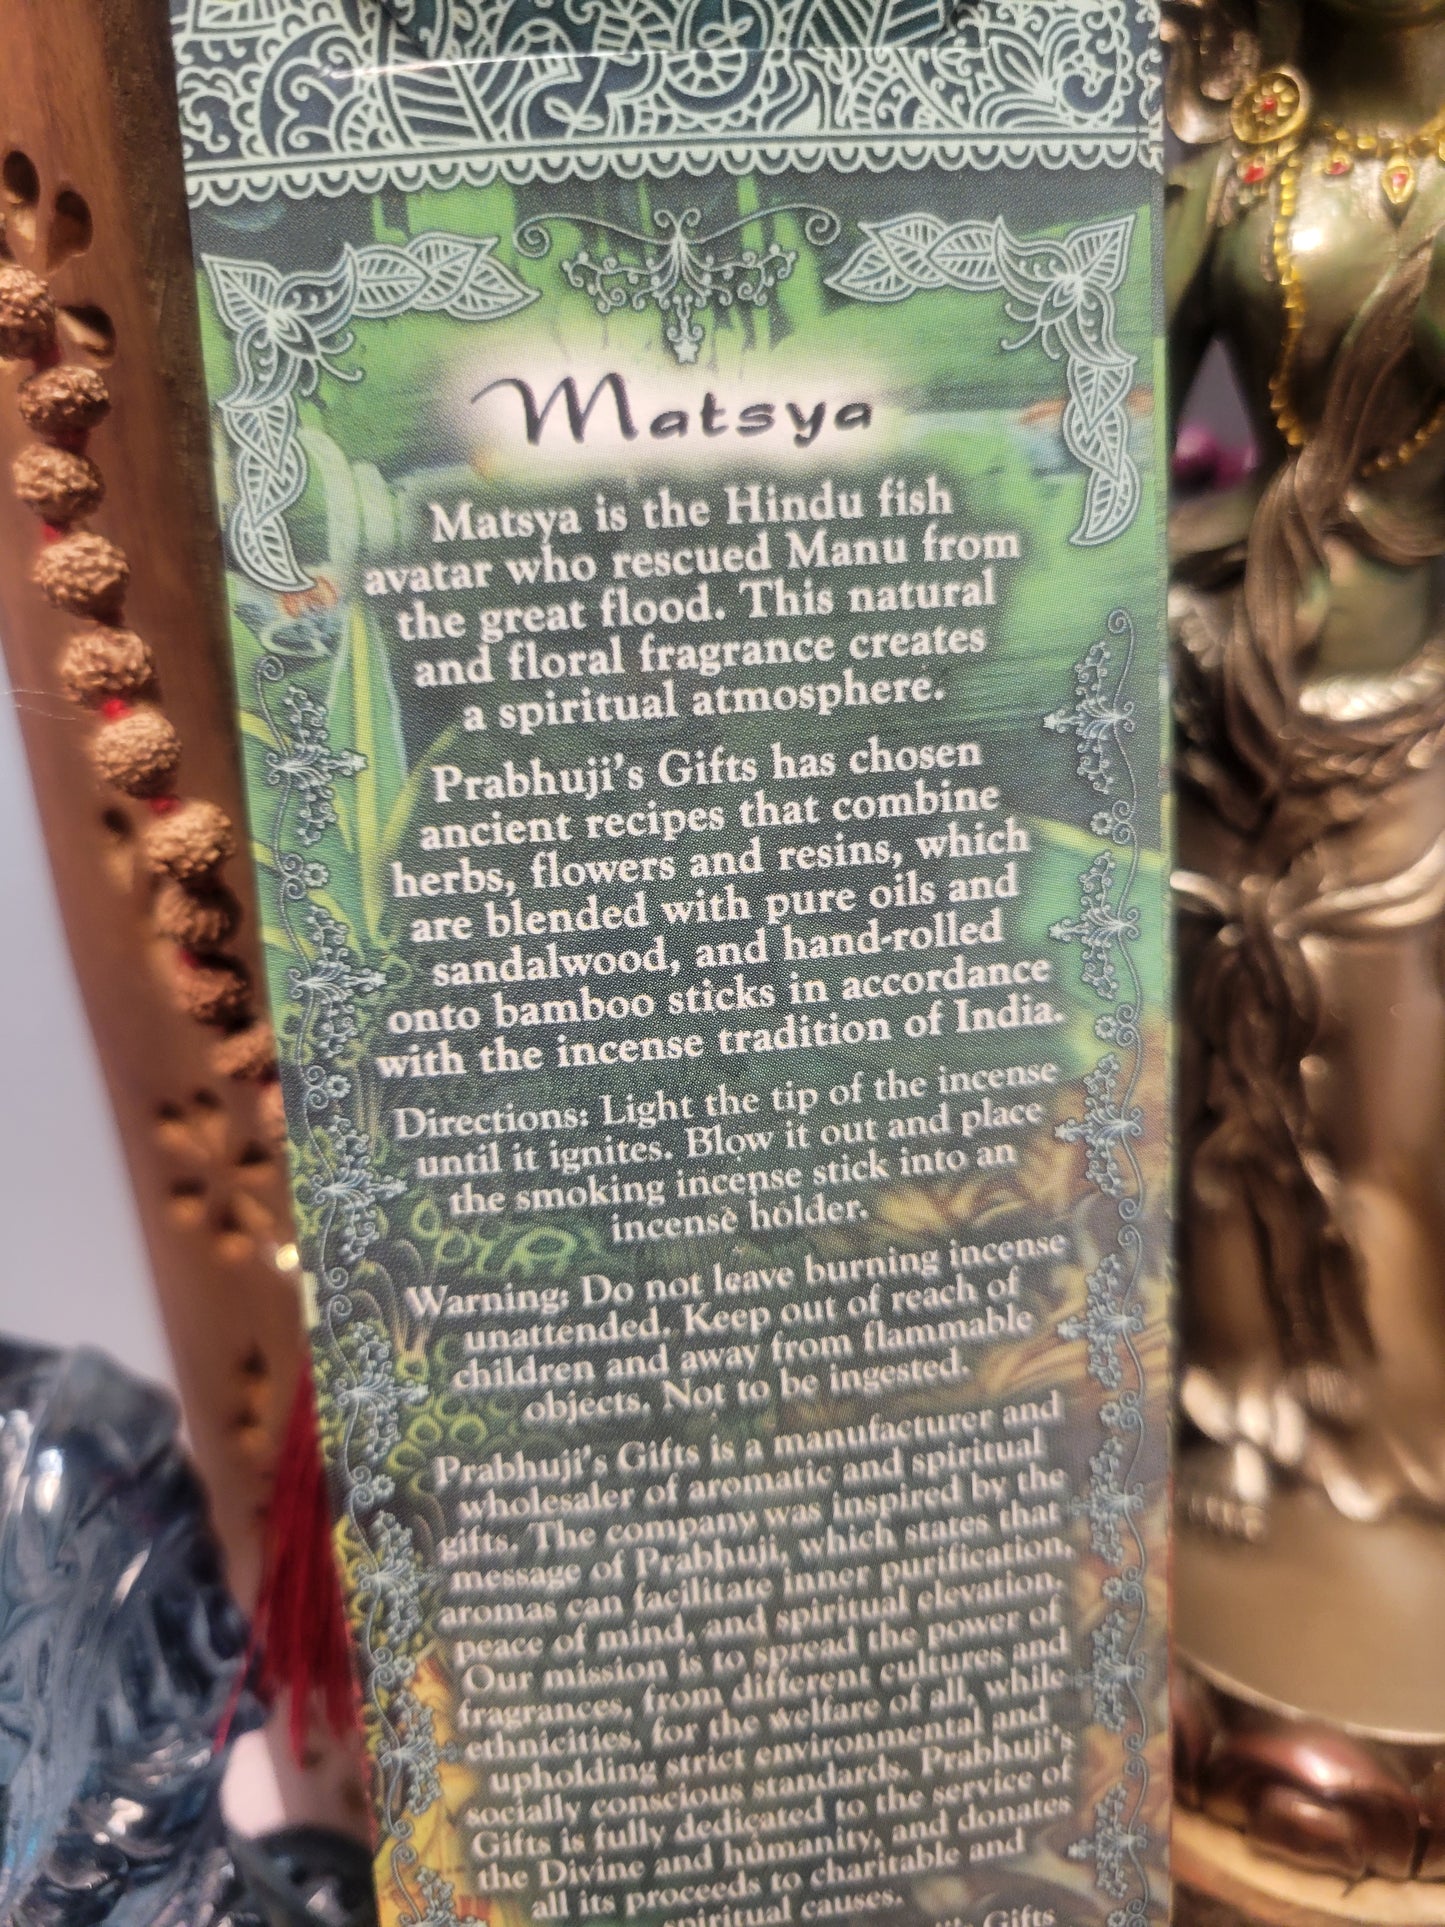 Matsya
Matsya is the Hindu fish
avatar who rescued Manu from
the great flood. This natural
and floral fragrance creates
a spiritual atmosphere.
Prabhuji's Gifts has chosen
ancient recipes that combine
herbs, flowers and resins, which
are blended with pure oils and
sandalwood, and hand-rolled
onto bamboo sticks in accordance
with the incense tradition of India.
Directions: Light the tip of the incense
until it ignites. Blow it out and place
the smoking incense stick into an
incense holder.
Warning: Do not leave burning incense
unattended. Keep out of reach of
children and away from flammable
objects. Not to be ingested.
Prabhuji's Gifts is a manufacturer and
wholesaler of aromatic and spiritual
gifts. The company was inspired by the
message of Prabhuji, which states that
aromas can facilitate inner purification,
peace of mind, and spiritual elevation.
Our mission is to spread the power of
fragrances, from different cultures and
ethnicities, for the welfare of all, while
upholding strict environmental and
socially conscious standards. Prabhuji's
Gifts is fully dedicated to the service of
the Divine and humanity, and donates
all its proceeds to charitable and
spiritual causes.
Gifts